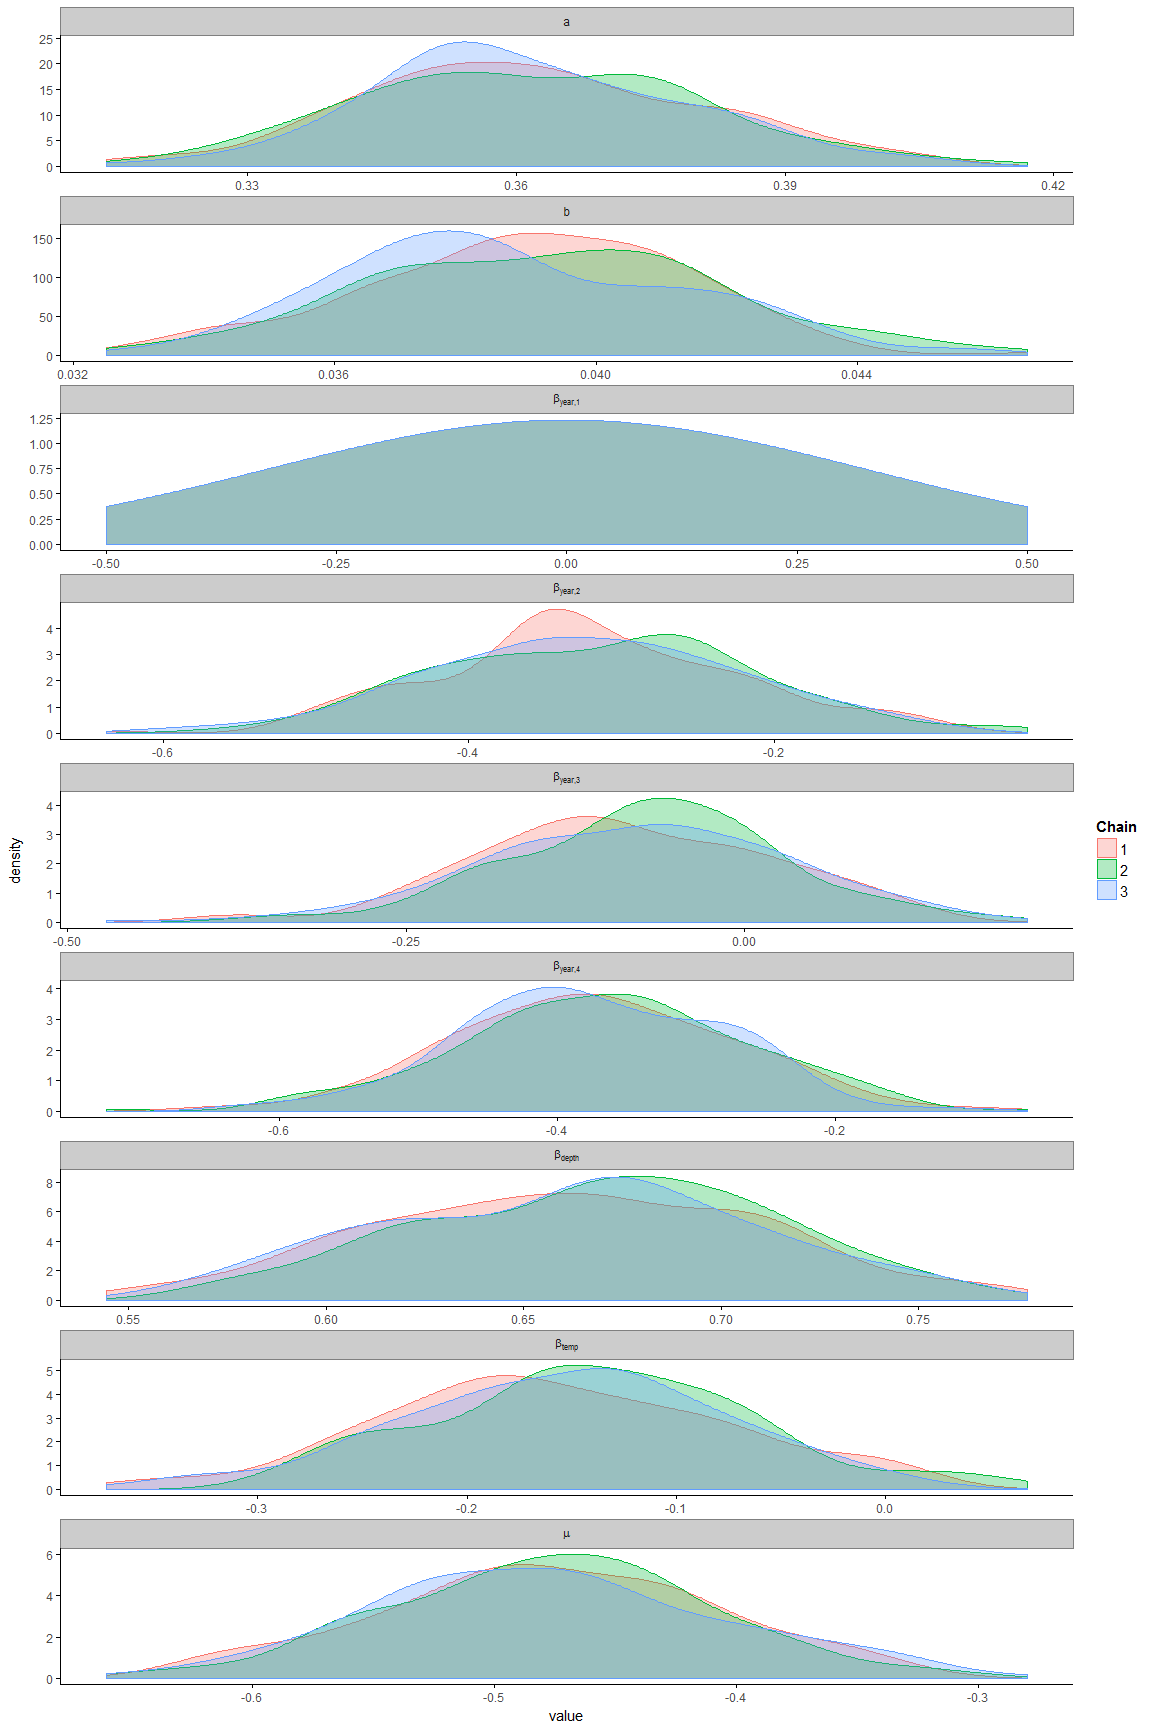 a
25
20
15
10
5
0
0.33 0.36 0.39 0.42
b
150
100
50
0
0.032 0.036 0.040 0.044
βyear,1
1.25
1.00
0.75
0.50
0.25
0.00
-0.50 -0.25 0.00 0.25 0.50
βyear,2
4
3
2
1
0
-0.6 -0.4 -0.2
βyear,3
4
3
2
1
0
-0.50 -0.25 0.00
density
Chain
1
2
3
βyear,4
4
3
2
1
0
-0.6 -0.4 -0.2
βdepth
8
6
4
2
0
0.55 0.60 0.65 0.70 0.75
βtemp
5
4
3
2
1
0
-0.3 -0.2 -0.1 0.0
μ
6
4
2
0
-0.6 -0.5 -0.4 -0.3
value